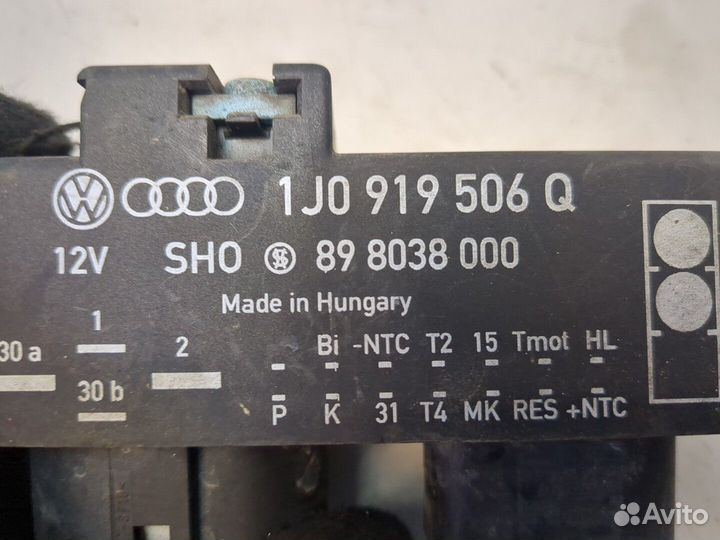 1J0 919 506 Q
12V SHO 89 8038 000
Made in Hungary
1
30 a 2
30 b
Bi -NTC T2 15 Tmot HL
P K 31 T4 MK RES +NTC
Avito